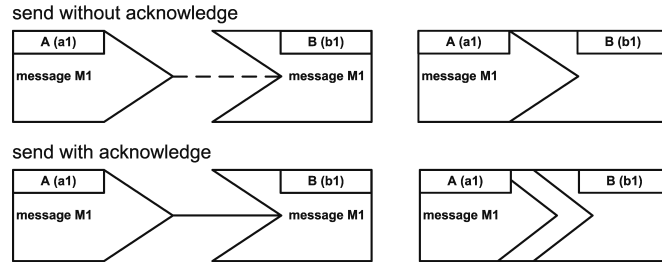 send without acknowledge
A (a1) B (b1) A (a1) B (b1)
message M1 message M1 message M1
send with acknowledge
A (a1) B (b1) A (a1) B (b1)
message M1 message M1 message M1